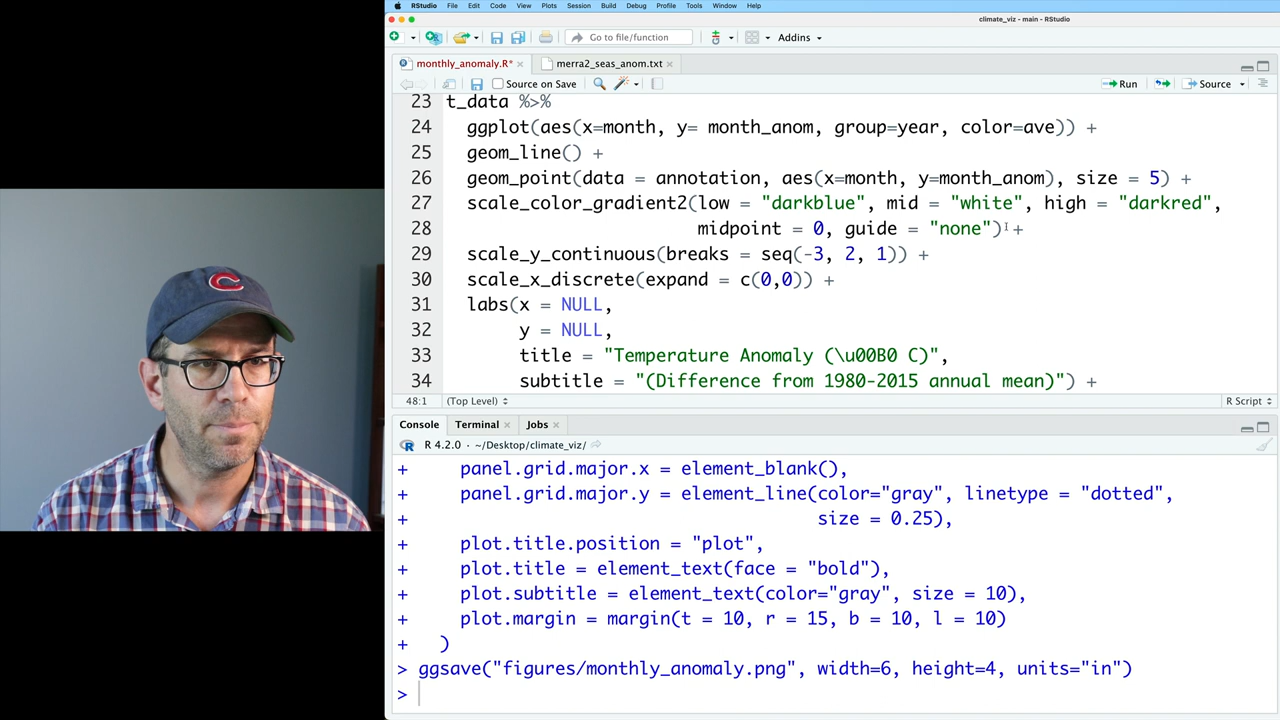 RStudio File Edit Code View Plots Session Build Debug Profile Tools Window Help
climate_viz - main - RStudio
Go to file/function Addins
monthly_anomaly.R* merra2_seas_anom.txt
Source on Save Run Source
23 t_data %>%
24 ggplot(aes(x=month, y= month_anom, group=year, color=ave)) +
25 geom_line() +
26 geom_point(data = annotation, aes(x=month, y=month_anom), size = 5) +
27 scale_color_gradient2(low = "darkblue", mid = "white", high = "darkred",
28 midpoint = 0, guide = "none") +
29 scale_y_continuous(breaks = seq(-3, 2, 1)) +
30 scale_x_discrete(expand = c(0,0)) +
31 labs(x = NULL,
32 y = NULL,
33 title = "Temperature Anomaly (\u00B0 C)",
34 subtitle = "(Difference from 1980-2015 annual mean)") +
48:1 (Top Level) R Script
Console Terminal Jobs
R 4.2.0 · ~/Desktop/climate_viz/
+ panel.grid.major.x = element_blank(),
+ panel.grid.major.y = element_line(color="gray", linetype = "dotted",
+ size = 0.25),
+ plot.title.position = "plot",
+ plot.title = element_text(face = "bold"),
+ plot.subtitle = element_text(color="gray", size = 10),
+ plot.margin = margin(t = 10, r = 15, b = 10, l = 10)
+ )
> ggsave("figures/monthly_anomaly.png", width=6, height=4, units="in")
>